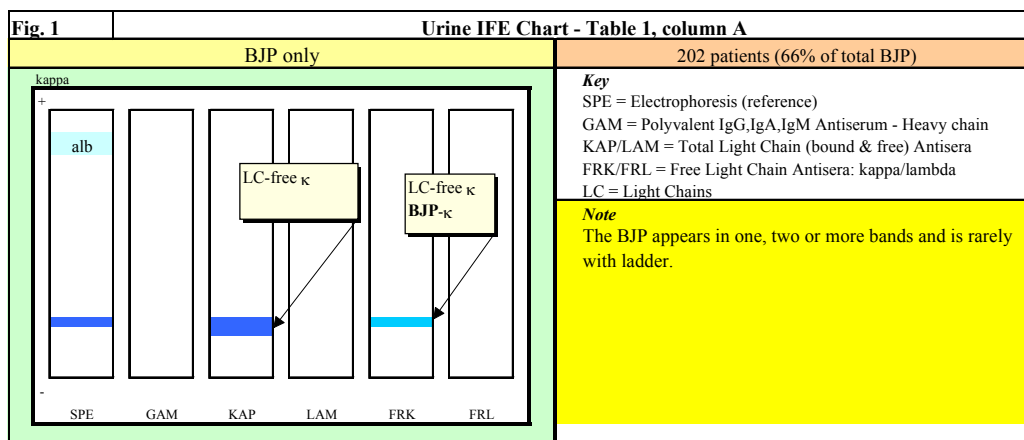 Fig. 1
Urine IFE Chart - Table 1, column A
BJP only
202 patients (66% of total BJP)
kappa
+
alb
LC-free κ
LC-free κ
BJP-κ
-
SPE GAM KAP LAM FRK FRL
Key
SPE = Electrophoresis (reference)
GAM = Polyvalent IgG,IgA,IgM Antiserum - Heavy chain
KAP/LAM = Total Light Chain (bound & free) Antisera
FRK/FRL = Free Light Chain Antisera: kappa/lambda
LC = Light Chains
Note
The BJP appears in one, two or more bands and is rarely
with ladder.